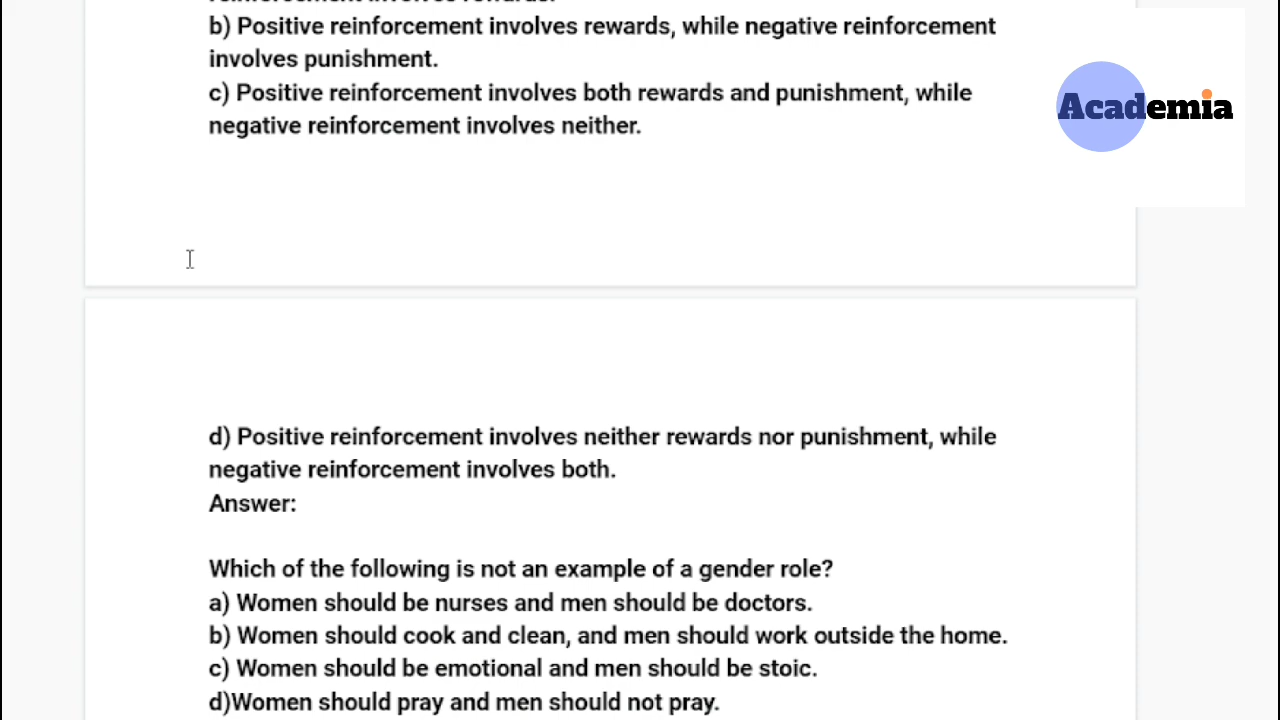 reinforcement involves rewards.
b) Positive reinforcement involves rewards, while negative reinforcement
involves punishment.
c) Positive reinforcement involves both rewards and punishment, while
negative reinforcement involves neither.
Academia
d) Positive reinforcement involves neither rewards nor punishment, while
negative reinforcement involves both.
Answer:
Which of the following is not an example of a gender role?
a) Women should be nurses and men should be doctors.
b) Women should cook and clean, and men should work outside the home.
c) Women should be emotional and men should be stoic.
d)Women should pray and men should not pray.